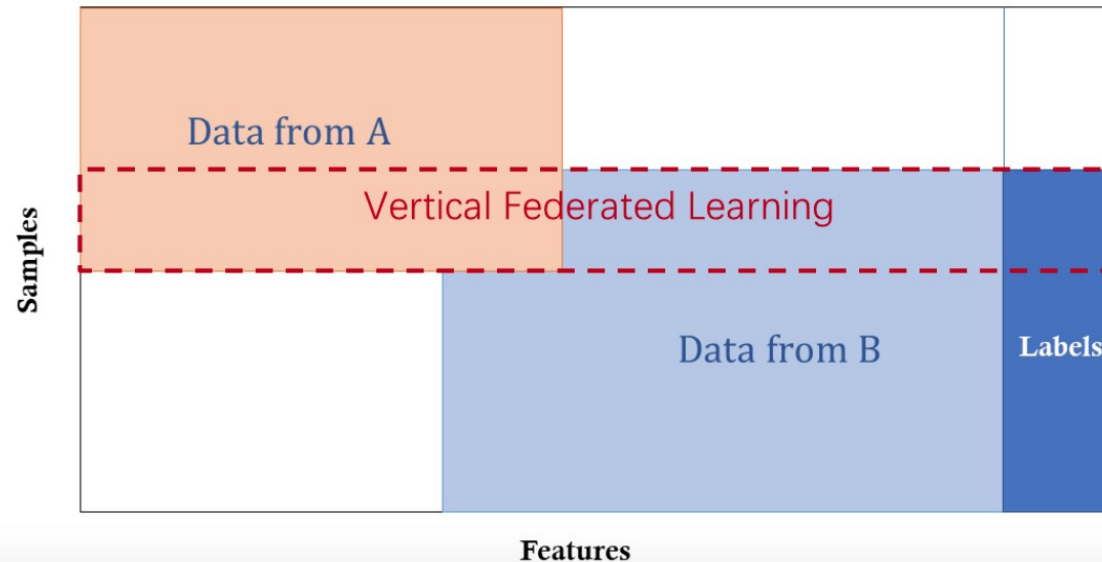 Data from A
Vertical Federated Learning
Samples
Data from B
Labels
Features